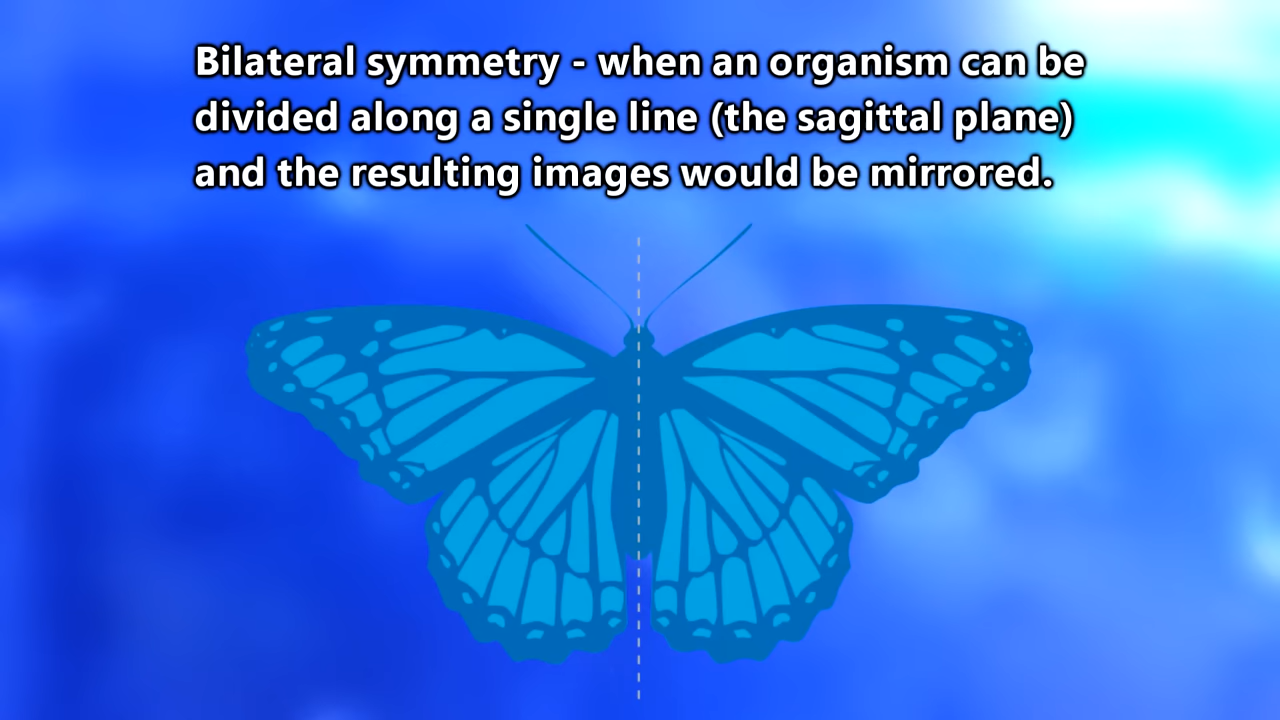 Bilateral symmetry - when an organism can be
divided along a single line (the sagittal plane)
and the resulting images would be mirrored.